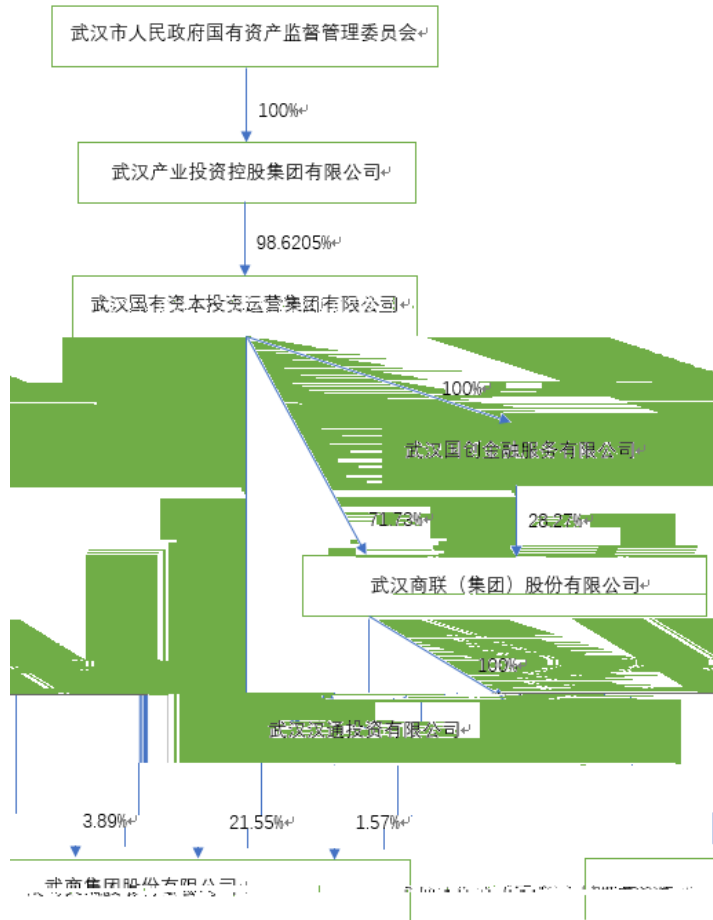 武汉市人民政府国有资产监督管理委员会
100%
武汉产业投资控股集团有限公司
98.6205%
武汉国有资本投资运营集团有限公司
100%
武汉国创金融服务有限公司
71.73%
28.27%
武汉商联（集团）股份有限公司
100%
武汉汉通投资有限公司
3.89%
21.55%
1.57%
武商集团股份有限公司